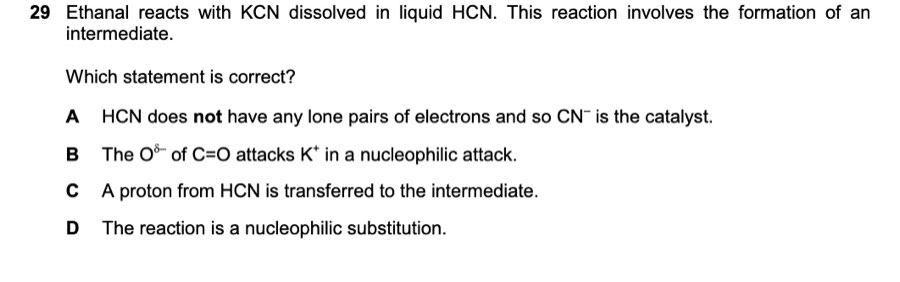 29 Ethanal reacts with KCN dissolved in liquid HCN. This reaction involves the formation of an
intermediate.
Which statement is correct?
A HCN does not have any lone pairs of electrons and so CN⁻ is the catalyst.
B The Oᵟ⁻ of C=O attacks K⁺ in a nucleophilic attack.
C A proton from HCN is transferred to the intermediate.
D The reaction is a nucleophilic substitution.